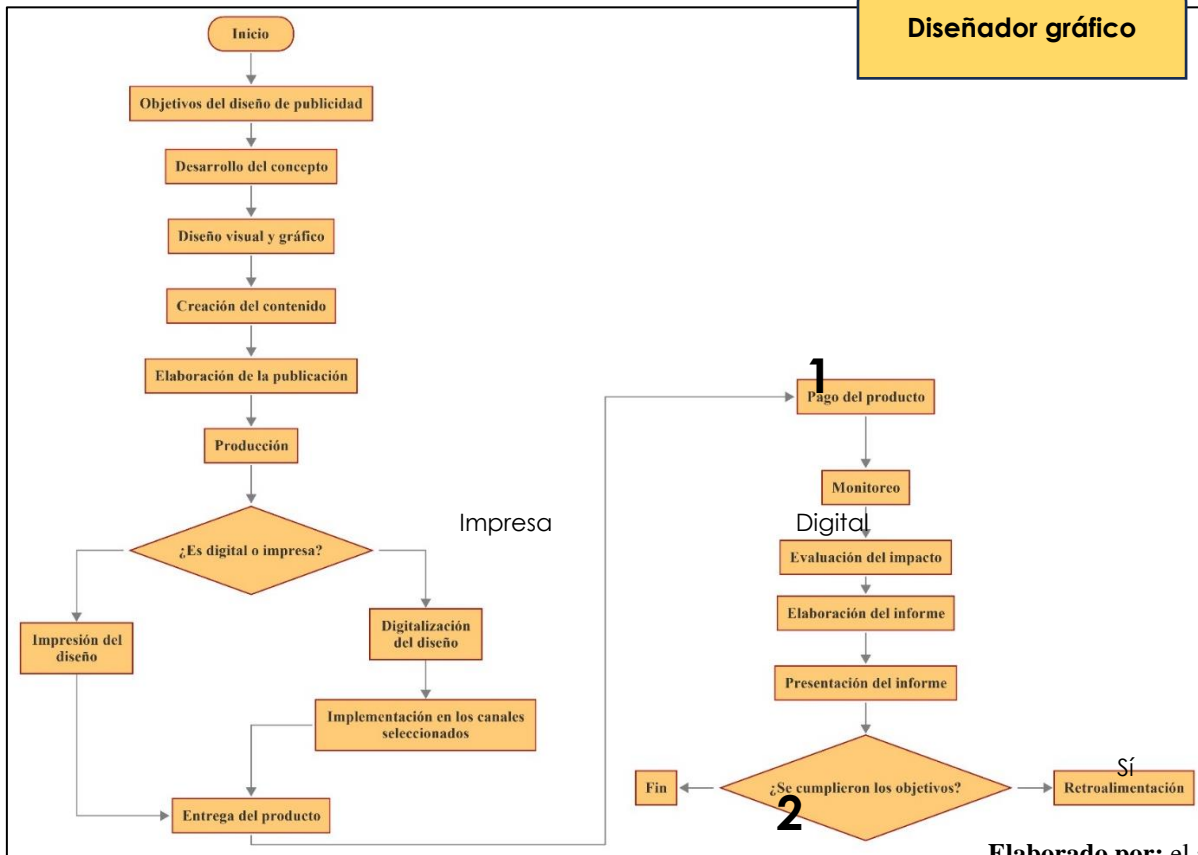 Diseñador gráfico
Inicio
Objetivos del diseño de publicidad
Desarrollo del concepto
Diseño visual y gráfico
Creación del contenido
Elaboración de la publicación
Producción
¿Es digital o impresa?
Impresa
Impresión del
diseño
Digitalización
del diseño
Implementación en los canales
seleccionados
Entrega del producto
1
Pago del producto
Monitoreo
Digital
Evaluación del impacto
Elaboración del informe
Presentación del informe
¿Se cumplieron los objetivos?
2
Fin
Sí
Retroalimentación
Elaborado por: el